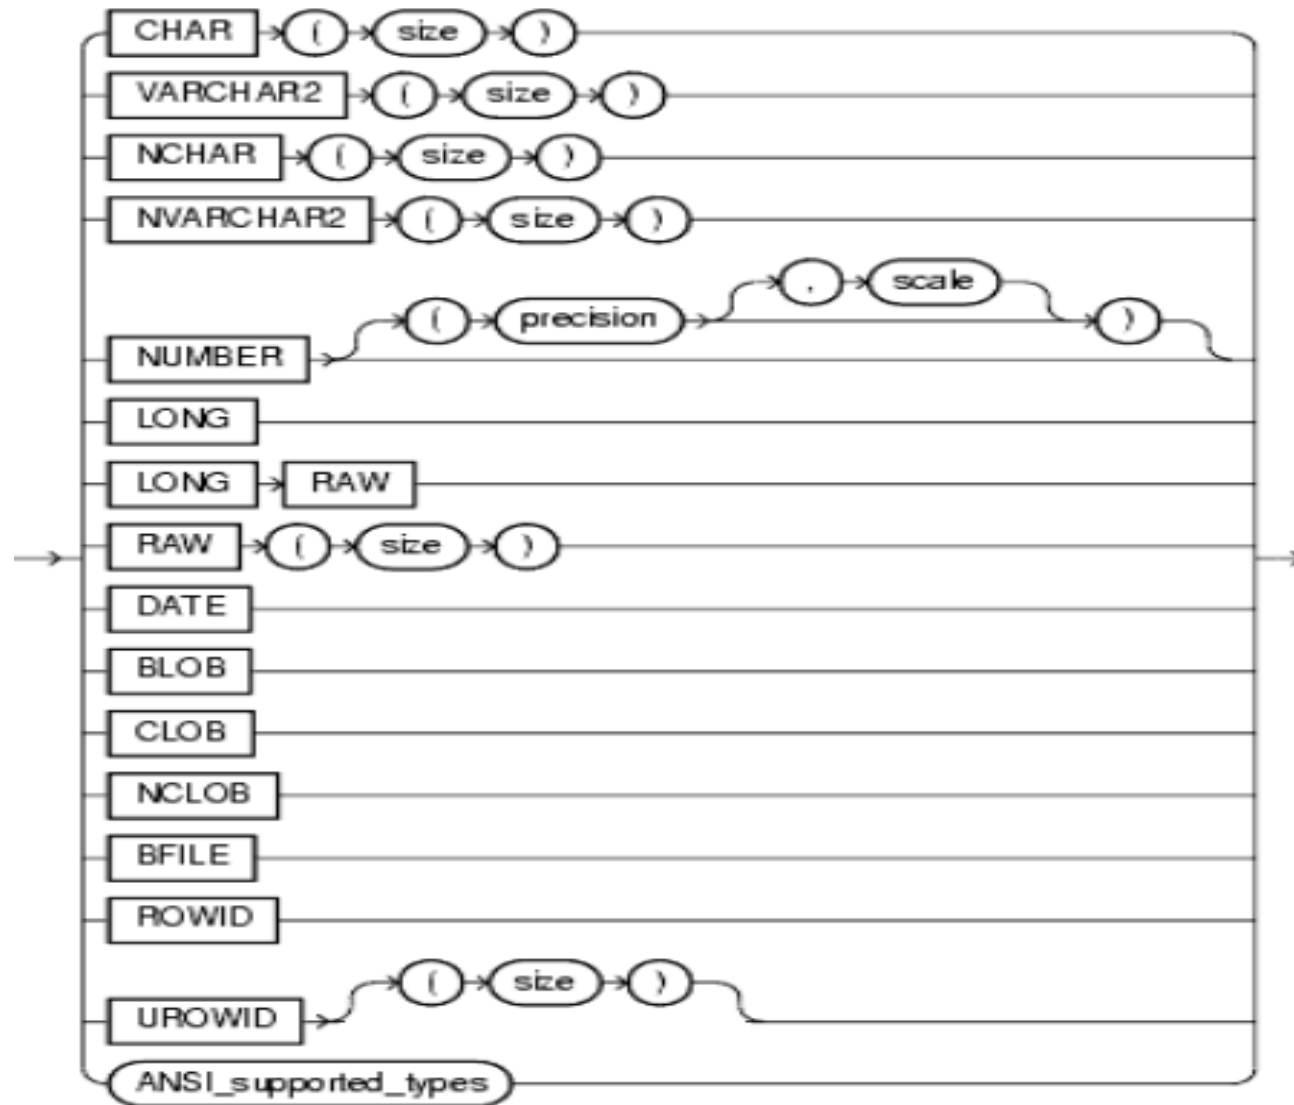 CHAR ( size )
VARCHAR2 ( size )
NCHAR ( size )
NVARCHAR2 ( size )
, scale
( precision )
NUMBER
LONG
LONG RAW
RAW ( size )
DATE
BLOB
CLOB
NCLOB
BFILE
ROWID
( size )
UROWID
ANSI_supported_types